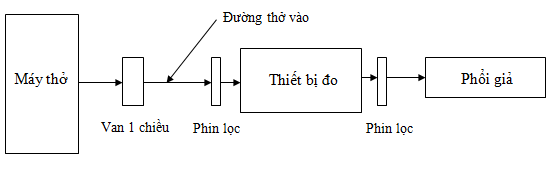 Đường thở vào
Máy thở
Thiết bị đo
Phổi giả
Van 1 chiều
Phin lọc
Phin lọc